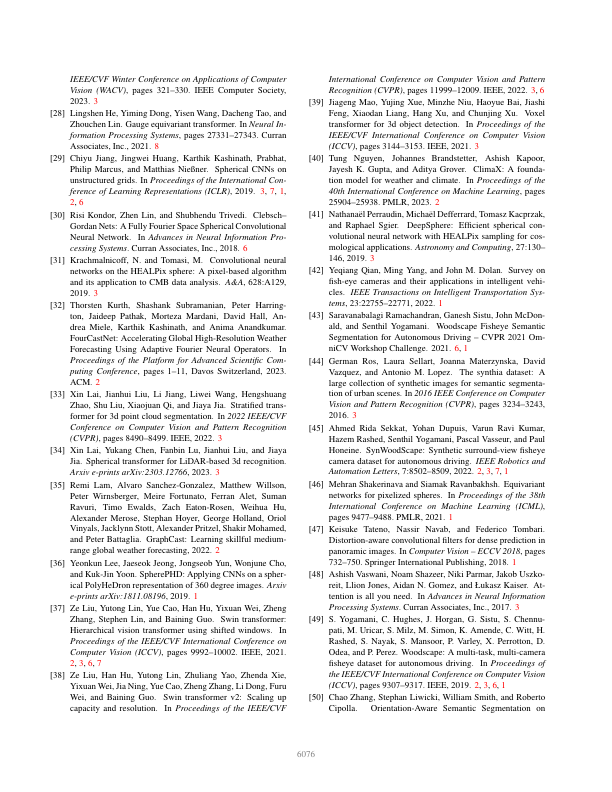 IEEE/CVF Winter Conference on Applications of Computer
Vision (WACV), pages 321–330. IEEE Computer Society,
2023. 3
[28] Lingshen He, Yiming Dong, Yisen Wang, Dacheng Tao, and
Zhouchen Lin. Gauge equivariant transformer. In Neural In-
formation Processing Systems, pages 27331–27343. Curran
Associates, Inc., 2021. 8
[29] Chiyu Jiang, Jingwei Huang, Karthik Kashinath, Prabhat,
Philip Marcus, and Matthias Nießner. Spherical CNNs on
unstructured grids. In Proceedings of the International Con-
ference of Learning Representations (ICLR), 2019. 3, 7, 1,
2, 6
[30] Risi Kondor, Zhen Lin, and Shubhendu Trivedi. Clebsch–
Gordan Nets: A Fully Fourier Space Spherical Convolutional
Neural Network. In Advances in Neural Information Pro-
cessing Systems. Curran Associates, Inc., 2018. 6
[31] Krachmalnicoff, N. and Tomasi, M. Convolutional neural
networks on the HEALPix sphere: A pixel-based algorithm
and its application to CMB data analysis. A&A, 628:A129,
2019. 3
[32] Thorsten Kurth, Shashank Subramanian, Peter Harring-
ton, Jaideep Pathak, Morteza Mardani, David Hall, An-
drea Miele, Karthik Kashinath, and Anima Anandkumar.
FourCastNet: Accelerating Global High-Resolution Weather
Forecasting Using Adaptive Fourier Neural Operators. In
Proceedings of the Platform for Advanced Scientific Com-
puting Conference, pages 1–11, Davos Switzerland, 2023.
ACM. 2
[33] Xin Lai, Jianhui Liu, Li Jiang, Liwei Wang, Hengshuang
Zhao, Shu Liu, Xiaojuan Qi, and Jiaya Jia. Stratified trans-
former for 3d point cloud segmentation. In 2022 IEEE/CVF
Conference on Computer Vision and Pattern Recognition
(CVPR), pages 8490–8499. IEEE, 2022. 3
[34] Xin Lai, Yukang Chen, Fanbin Lu, Jianhui Liu, and Jiaya
Jia. Spherical transformer for LiDAR-based 3d recognition.
Arxiv e-prints arXiv:2303.12766, 2023. 3
[35] Remi Lam, Alvaro Sanchez-Gonzalez, Matthew Willson,
Peter Wirnsberger, Meire Fortunato, Ferran Alet, Suman
Ravuri, Timo Ewalds, Zach Eaton-Rosen, Weihua Hu,
Alexander Merose, Stephan Hoyer, George Holland, Oriol
Vinyals, Jacklynn Stott, Alexander Pritzel, Shakir Mohamed,
and Peter Battaglia. GraphCast: Learning skillful medium-
range global weather forecasting, 2022. 2
[36] Yeonkun Lee, Jaeseok Jeong, Jongseob Yun, Wonjune Cho,
and Kuk-Jin Yoon. SpherePHD: Applying CNNs on a spher-
ical PolyHeDron representation of 360 degree images. Arxiv
e-prints arXiv:1811.08196, 2019. 1
[37] Ze Liu, Yutong Lin, Yue Cao, Han Hu, Yixuan Wei, Zheng
Zhang, Stephen Lin, and Baining Guo. Swin transformer:
Hierarchical vision transformer using shifted windows. In
Proceedings of the IEEE/CVF International Conference on
Computer Vision (ICCV), pages 9992–10002. IEEE, 2021.
2, 3, 6, 7
[38] Ze Liu, Han Hu, Yutong Lin, Zhuliang Yao, Zhenda Xie,
Yixuan Wei, Jia Ning, Yue Cao, Zheng Zhang, Li Dong, Furu
Wei, and Baining Guo. Swin transformer v2: Scaling up
capacity and resolution. In Proceedings of the IEEE/CVF
International Conference on Computer Vision and Pattern
Recognition (CVPR), pages 11999–12009. IEEE, 2022. 3, 6
[39] Jiageng Mao, Yujing Xue, Minzhe Niu, Haoyue Bai, Jiashi
Feng, Xiaodan Liang, Hang Xu, and Chunjing Xu. Voxel
transformer for 3d object detection. In Proceedings of the
IEEE/CVF International Conference on Computer Vision
(ICCV), pages 3144–3153. IEEE, 2021. 3
[40] Tung Nguyen, Johannes Brandstetter, Ashish Kapoor,
Jayesh K. Gupta, and Aditya Grover. ClimaX: A founda-
tion model for weather and climate. In Proceedings of the
40th International Conference on Machine Learning, pages
25904–25938. PMLR, 2023. 2
[41] Nathanaël Perraudin, Michaël Defferrard, Tomasz Kacprzak,
and Raphael Sgier. DeepSphere: Efficient spherical con-
volutional neural network with HEALPix sampling for cos-
mological applications. Astronomy and Computing, 27:130–
146, 2019. 3
[42] Yeqiang Qian, Ming Yang, and John M. Dolan. Survey on
fish-eye cameras and their applications in intelligent vehi-
cles. IEEE Transactions on Intelligent Transportation Sys-
tems, 23:22755–22771, 2022. 1
[43] Saravanabalagi Ramachandran, Ganesh Sistu, John McDon-
ald, and Senthil Yogamani. Woodscape Fisheye Semantic
Segmentation for Autonomous Driving – CVPR 2021 Om-
niCV Workshop Challenge. 2021. 6, 1
[44] German Ros, Laura Sellart, Joanna Materzynska, David
Vazquez, and Antonio M. Lopez. The synthia dataset: A
large collection of synthetic images for semantic segmenta-
tion of urban scenes. In 2016 IEEE Conference on Computer
Vision and Pattern Recognition (CVPR), pages 3234–3243,
2016. 3
[45] Ahmed Rida Sekkat, Yohan Dupuis, Varun Ravi Kumar,
Hazem Rashed, Senthil Yogamani, Pascal Vasseur, and Paul
Honeine. SynWoodScape: Synthetic surround-view fisheye
camera dataset for autonomous driving. IEEE Robotics and
Automation Letters, 7:8502–8509, 2022. 2, 3, 7, 1
[46] Mehran Shakerinava and Siamak Ravanbakhsh. Equivariant
networks for pixelized spheres. In Proceedings of the 38th
International Conference on Machine Learning (ICML),
pages 9477–9488. PMLR, 2021. 1
[47] Keisuke Tateno, Nassir Navab, and Federico Tombari.
Distortion-aware convolutional filters for dense prediction in
panoramic images. In Computer Vision – ECCV 2018, pages
732–750. Springer International Publishing, 2018. 1
[48] Ashish Vaswani, Noam Shazeer, Niki Parmar, Jakob Uszko-
reit, Llion Jones, Aidan N. Gomez, and Łukasz Kaiser. At-
tention is all you need. In Advances in Neural Information
Processing Systems. Curran Associates, Inc., 2017. 3
[49] S. Yogamani, C. Hughes, J. Horgan, G. Sistu, S. Chennu-
pati, M. Uricar, S. Milz, M. Simon, K. Amende, C. Witt, H.
Rashed, S. Nayak, S. Mansoor, P. Varley, X. Perrotton, D.
Odea, and P. Perez. Woodscape: A multi-task, multi-camera
fisheye dataset for autonomous driving. In Proceedings of
the IEEE/CVF International Conference on Computer Vision
(ICCV), pages 9307–9317. IEEE, 2019. 2, 3, 6, 1
[50] Chao Zhang, Stephan Liwicki, William Smith, and Roberto
Cipolla. Orientation-Aware Semantic Segmentation on
6076